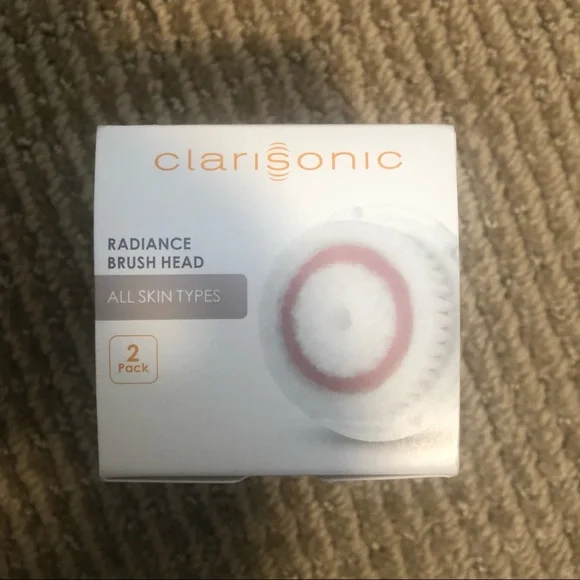 clarisonic
RADIANCE
BRUSH HEAD
ALL SKIN TYPES
2
Pack